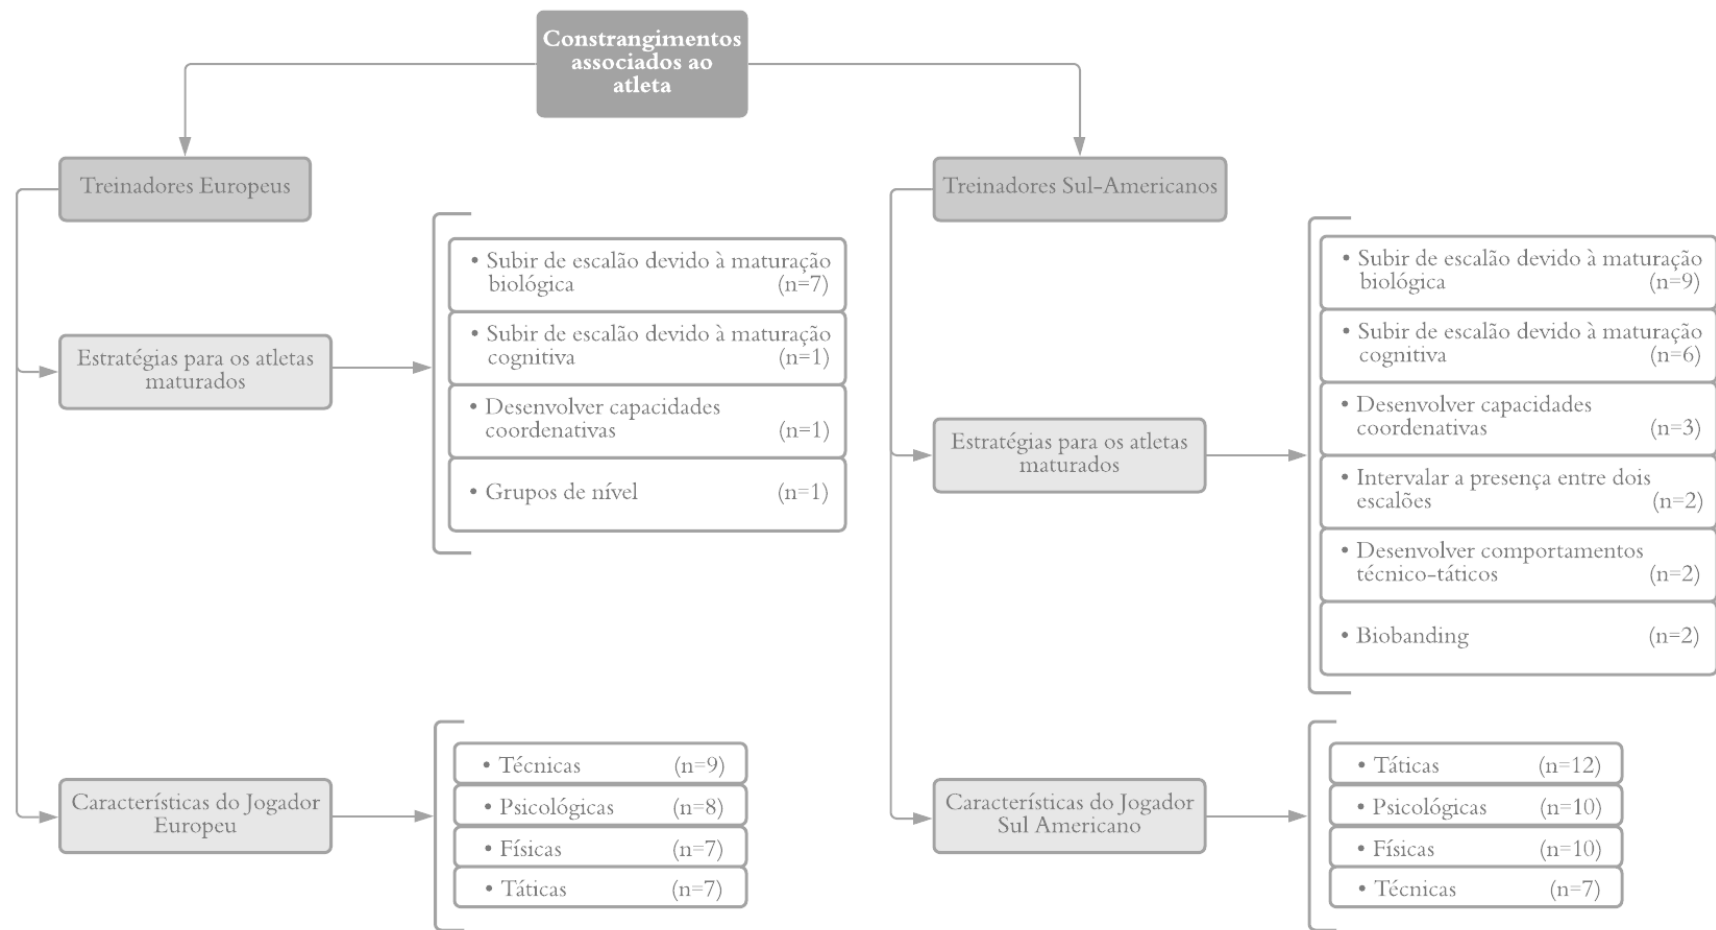 Constrangimentos
associados ao
atleta
Treinadores Europeus
Estratégias para os atletas
maturados
• Subir de escalão devido à maturação
biológica (n=7)
• Subir de escalão devido à maturação
cognitiva (n=1)
• Desenvolver capacidades
coordenativas (n=1)
• Grupos de nível (n=1)
Características do Jogador
Europeu
• Técnicas (n=9)
• Psicológicas (n=8)
• Físicas (n=7)
• Táticas (n=7)
Treinadores Sul-Americanos
Estratégias para os atletas
maturados
• Subir de escalão devido à maturação
biológica (n=9)
• Subir de escalão devido à maturação
cognitiva (n=6)
• Desenvolver capacidades
coordenativas (n=3)
• Intervalar a presença entre dois
escalões (n=2)
• Desenvolver comportamentos
técnico-táticos (n=2)
• Biobanding (n=2)
Características do Jogador
Sul Americano
• Táticas (n=12)
• Psicológicas (n=10)
• Físicas (n=10)
• Técnicas (n=7)